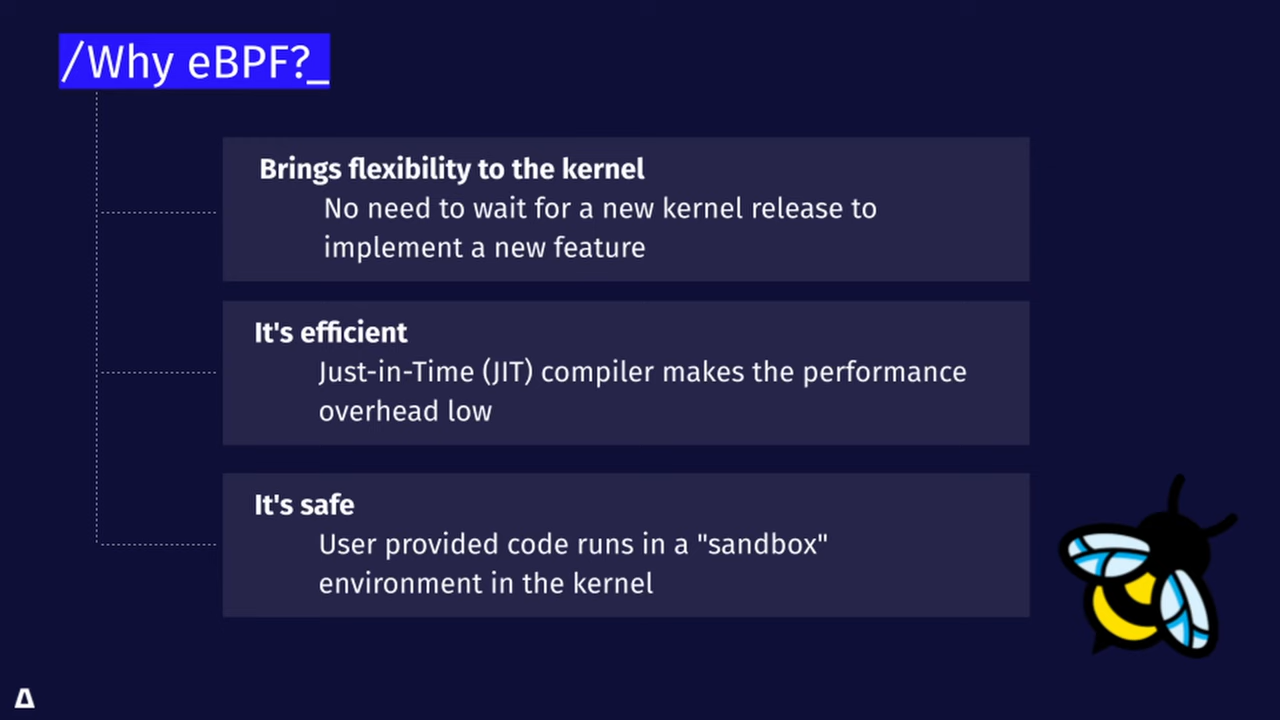 /Why eBPF?_
Brings flexibility to the kernel
No need to wait for a new kernel release to
implement a new feature
It's efficient
Just-in-Time (JIT) compiler makes the performance
overhead low
It's safe
User provided code runs in a "sandbox"
environment in the kernel